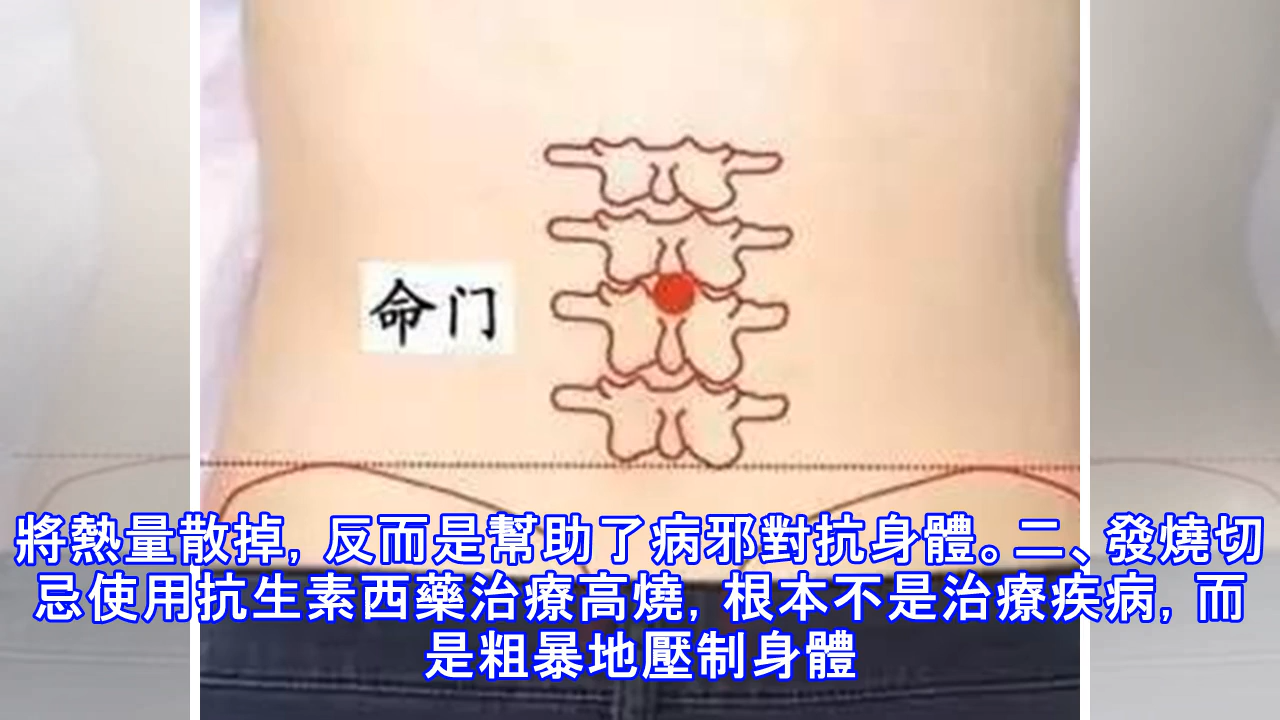 命门
將熱量散掉, 反而是幫助了病邪對抗身體。二、發燒切
忌使用抗生素西藥治療高燒, 根本不是治療疾病, 而
是粗暴地壓制身體